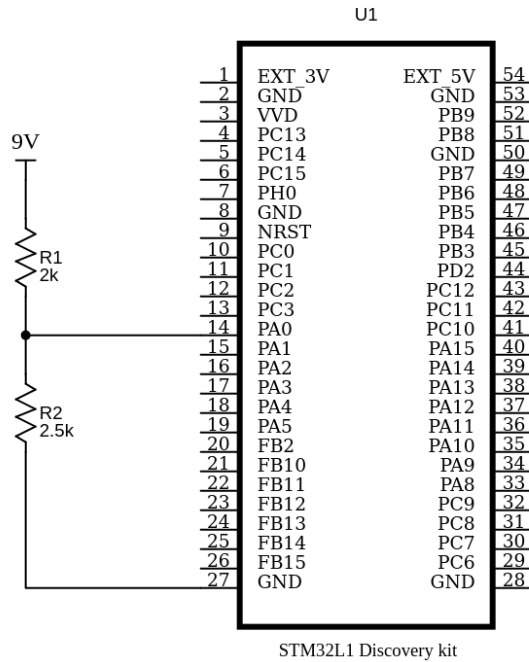 U1
9V
R1
2k
R2
2.5k
1 EXT_3V EXT_5V 54
2 GND GND 53
3 VVD PB9 52
4 PC13 PB8 51
5 PC14 GND 50
6 PC15 PB7 49
7 PH0 PB6 48
8 GND PB5 47
9 NRST PB4 46
10 PC0 PB3 45
11 PC1 PD2 44
12 PC2 PC12 43
13 PC3 PC11 42
14 PA0 PC10 41
15 PA1 PA15 40
16 PA2 PA14 39
17 PA3 PA13 38
18 PA4 PA12 37
19 PA5 PA11 36
20 FB2 PA10 35
21 FB10 PA9 34
22 FB11 PA8 33
23 FB12 PC9 32
24 FB13 PC8 31
25 FB14 PC7 30
26 FB15 PC6 29
27 GND GND 28
STM32L1 Discovery kit